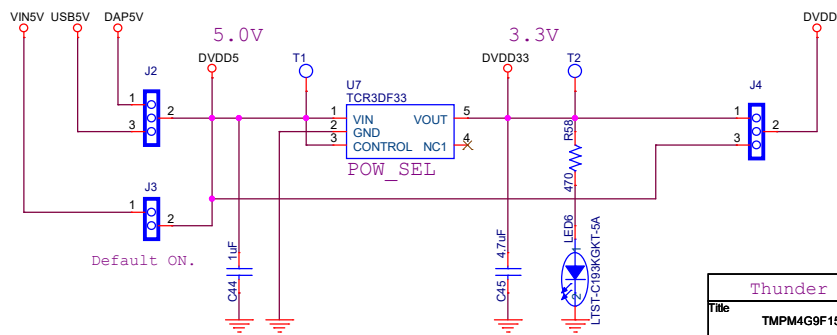 VIN5V USB5V DAP5V
5.0V
3.3V
DVDD
DVDD5
T1
DVDD33
T2
J2
1
2
3
U7
TCR3DF33
1 VIN
2 GND
3 CONTROL
VOUT 5
NC1 4
POW_SEL
R58
470
J4
1
2
3
J3
1
2
Default ON.
C44
1uF
C45
4.7uF
LED6
LTST-C193KGKT-5A
1
2
Thunder
Title
TMPM4G9F15